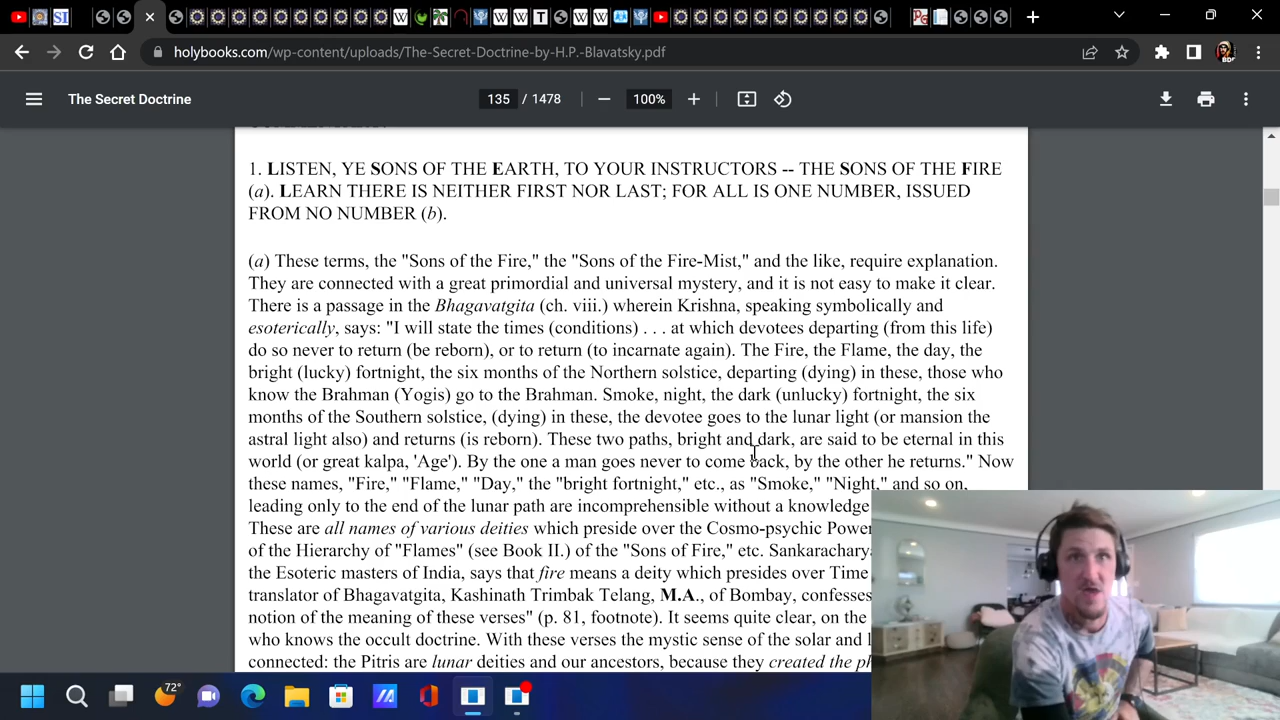 holybooks.com/wp-content/uploads/The-Secret-Doctrine-by-H.P.-Blavatsky.pdf
The Secret Doctrine
135 / 1478
100%
1. LISTEN, YE SONS OF THE EARTH, TO YOUR INSTRUCTORS -- THE SONS OF THE FIRE
(a). LEARN THERE IS NEITHER FIRST NOR LAST; FOR ALL IS ONE NUMBER, ISSUED
FROM NO NUMBER (b).
(a) These terms, the "Sons of the Fire," the "Sons of the Fire-Mist," and the like, require explanation.
They are connected with a great primordial and universal mystery, and it is not easy to make it clear.
There is a passage in the Bhagavatgita (ch. viii.) wherein Krishna, speaking symbolically and
esoterically, says: "I will state the times (conditions) . . . at which devotees departing (from this life)
do so never to return (be reborn), or to return (to incarnate again). The Fire, the Flame, the day, the
bright (lucky) fortnight, the six months of the Northern solstice, departing (dying) in these, those who
know the Brahman (Yogis) go to the Brahman. Smoke, night, the dark (unlucky) fortnight, the six
months of the Southern solstice, (dying) in these, the devotee goes to the lunar light (or mansion the
astral light also) and returns (is reborn). These two paths, bright and dark, are said to be eternal in this
world (or great kalpa, 'Age'). By the one a man goes never to come back, by the other he returns." Now
these names, "Fire," "Flame," "Day," the "bright fortnight," etc., as "Smoke," "Night," and so on,
leading only to the end of the lunar path are incomprehensible without a knowledge
These are all names of various deities which preside over the Cosmo-psychic Power
of the Hierarchy of "Flames" (see Book II.) of the "Sons of Fire," etc. Sankarachary
the Esoteric masters of India, says that fire means a deity which presides over Time
translator of Bhagavatgita, Kashinath Trimbak Telang, M.A., of Bombay, confesses
notion of the meaning of these verses" (p. 81, footnote). It seems quite clear, on the
who knows the occult doctrine. With these verses the mystic sense of the solar and l
connected: the Pitris are lunar deities and our ancestors, because they created the p
72°